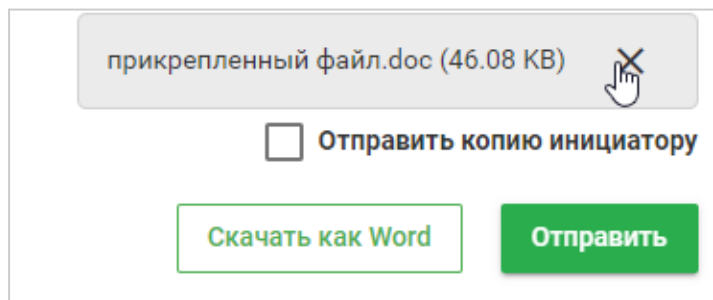 прикрепленный файл.doc (46.08 KB)
Отправить копию инициатору
Скачать как Word
Отправить